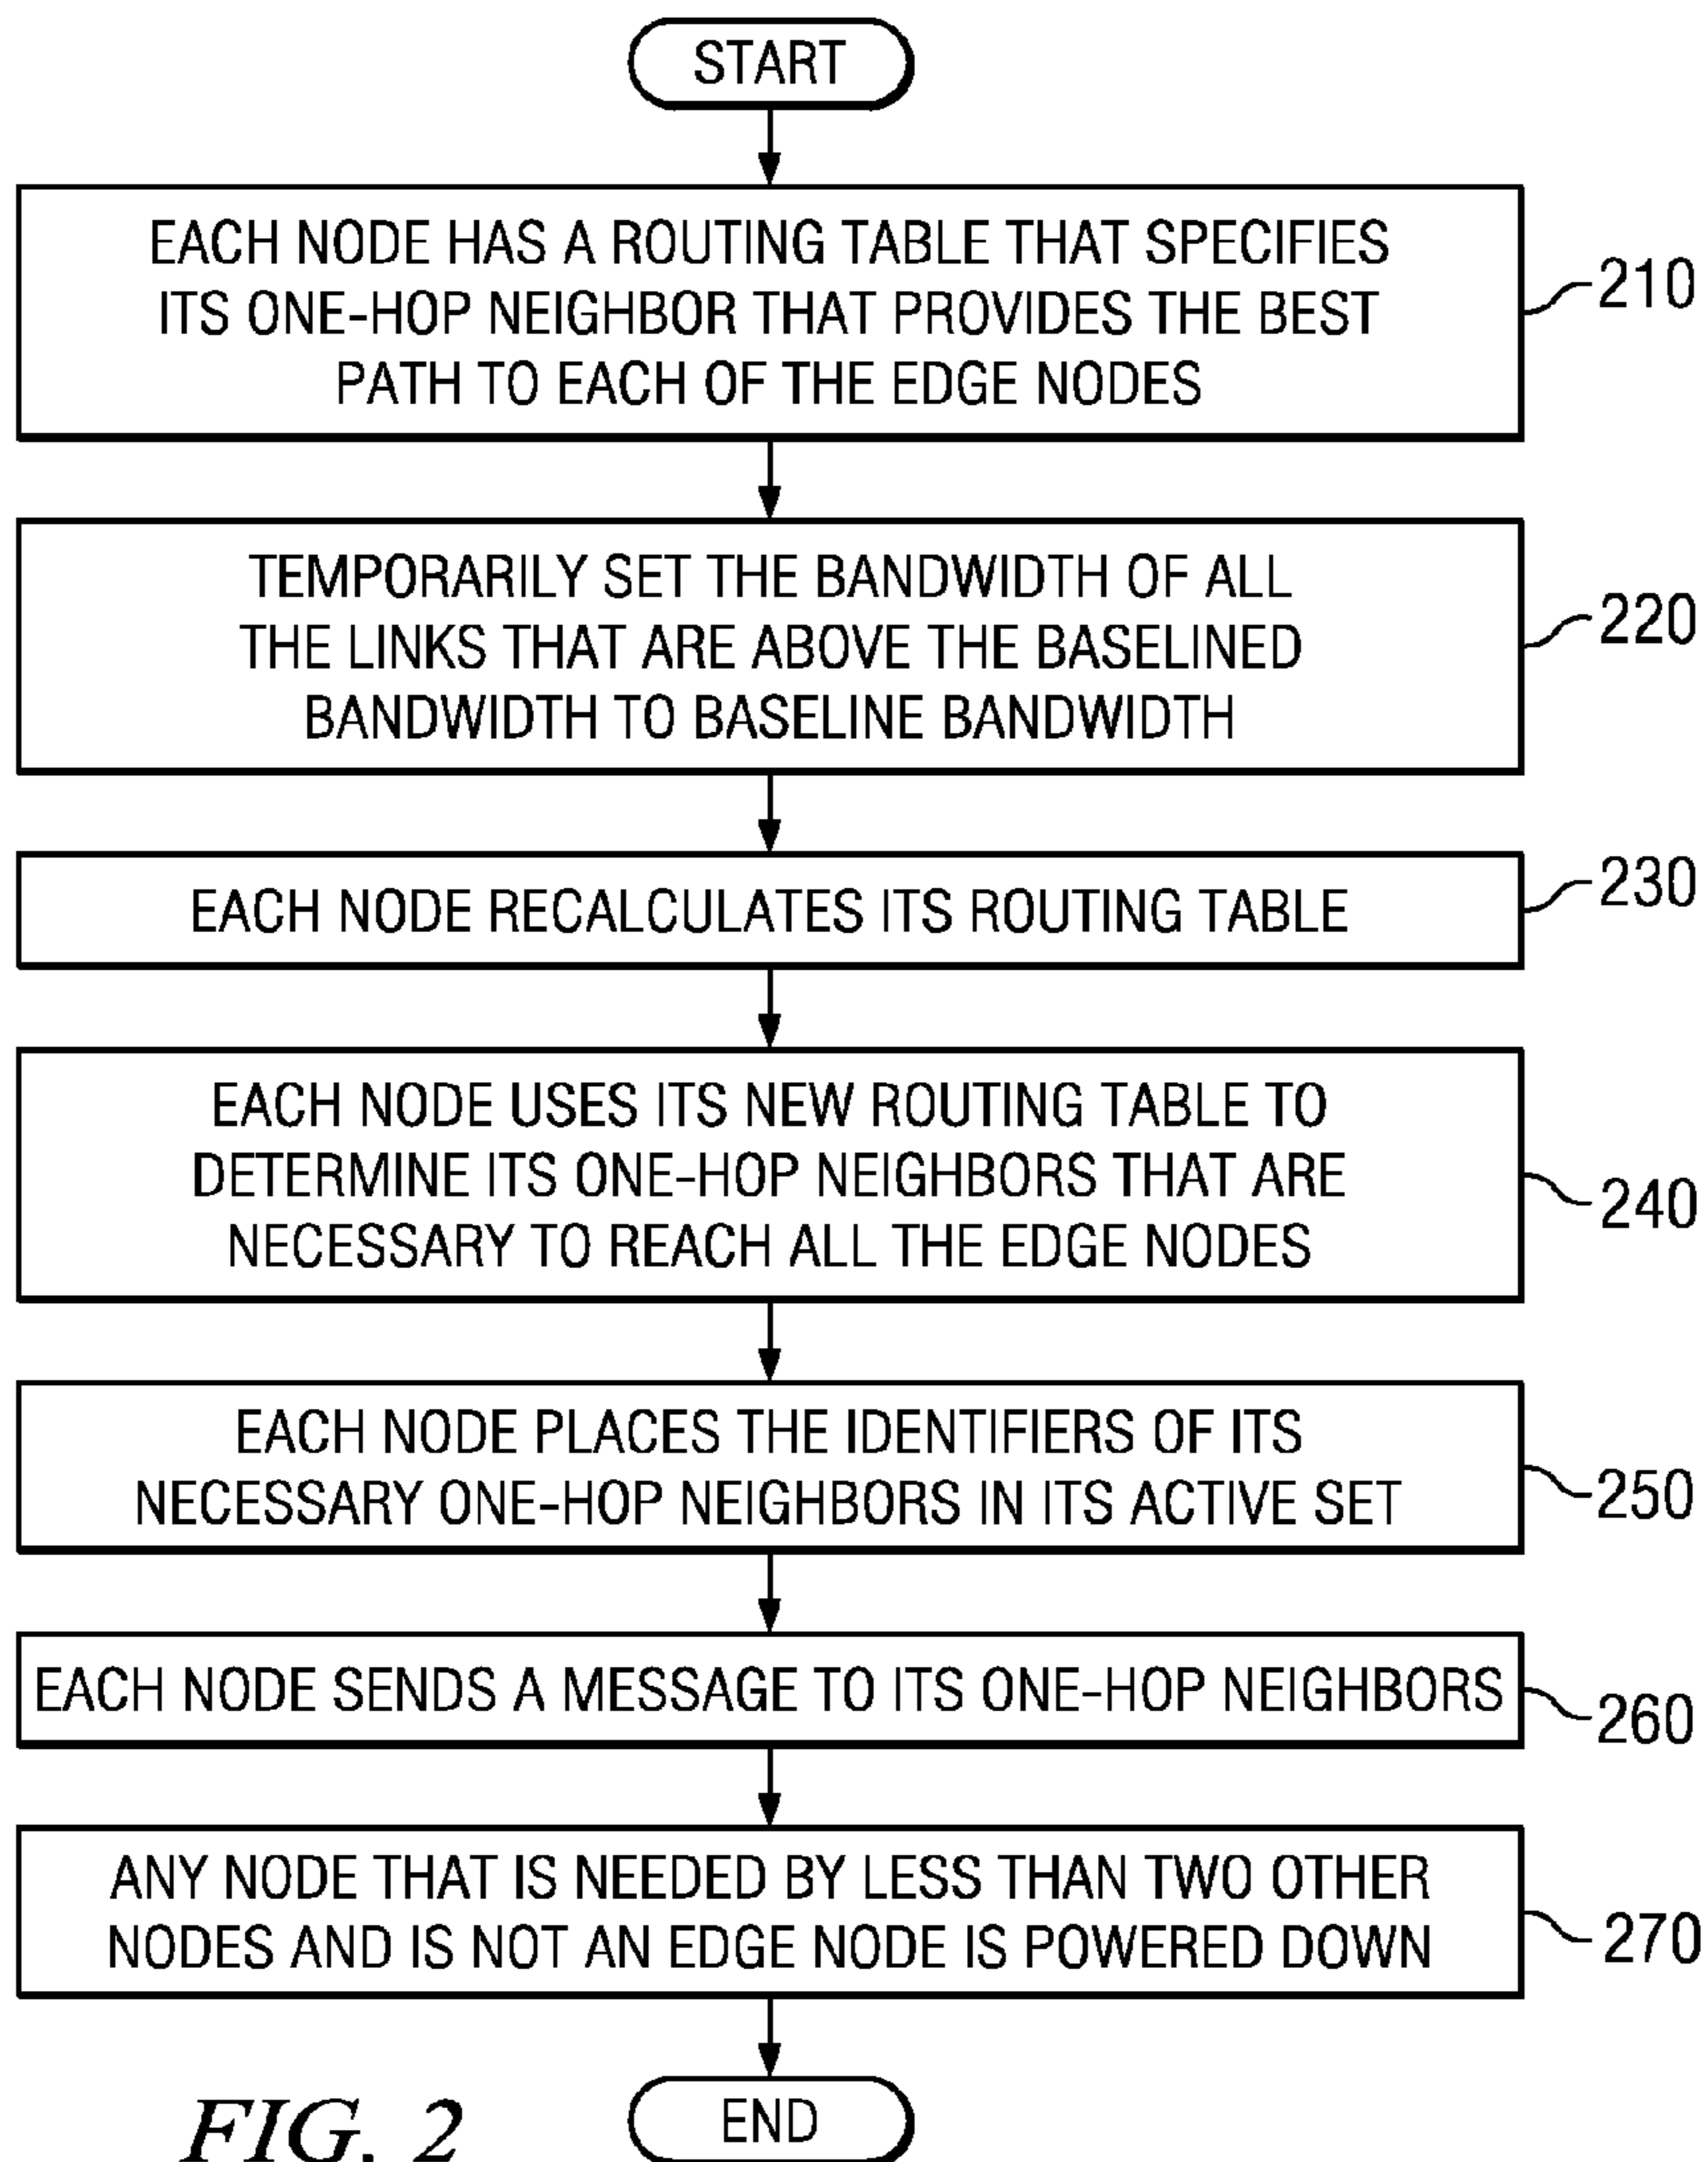 START
EACH NODE HAS A ROUTING TABLE THAT SPECIFIES
ITS ONE-HOP NEIGHBOR THAT PROVIDES THE BEST
PATH TO EACH OF THE EDGE NODES
210
TEMPORARILY SET THE BANDWIDTH OF ALL
THE LINKS THAT ARE ABOVE THE BASELINED
BANDWIDTH TO BASELINE BANDWIDTH
220
EACH NODE RECALCULATES ITS ROUTING TABLE
230
EACH NODE USES ITS NEW ROUTING TABLE TO
DETERMINE ITS ONE-HOP NEIGHBORS THAT ARE
NECESSARY TO REACH ALL THE EDGE NODES
240
EACH NODE PLACES THE IDENTIFIERS OF ITS
NECESSARY ONE-HOP NEIGHBORS IN ITS ACTIVE SET
250
EACH NODE SENDS A MESSAGE TO ITS ONE-HOP NEIGHBORS
260
ANY NODE THAT IS NEEDED BY LESS THAN TWO OTHER
NODES AND IS NOT AN EDGE NODE IS POWERED DOWN
270
END
FIG. 2